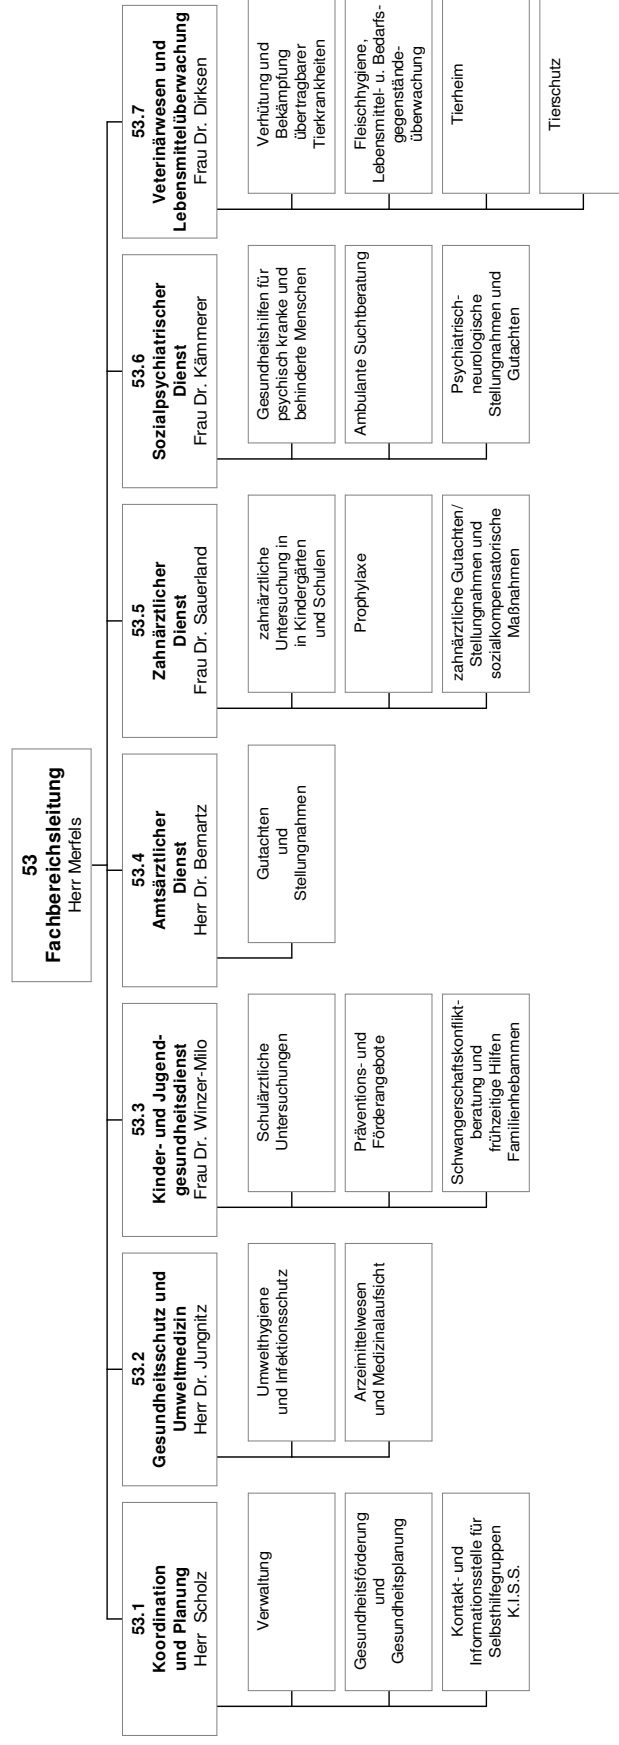 53
Fachbereichsleitung
Herr Merfels
53.1
Koordination
und Planung
Herr Scholz
Verwaltung
Gesundheitsförderung
und
Gesundheitsplanung
Kontakt- und
Informationsstelle für
Selbsthilfegruppen
K.I.S.S.
53.2
Gesundheitsschutz und
Umweltmedizin
Herr Dr. Jungnitz
Umwelthygiene
und Infektionsschutz
Arzeimittelwesen
und Medizinalaufsicht
53.3
Kinder- und Jugend-
gesundheitsdienst
Frau Dr. Winzer-Milo
Schulärztliche
Untersuchungen
Präventions- und
Förderangebote
Schwangerschaftskonflikt-
beratung und
frühzeitige Hilfen
Familienhebammen
53.4
Amtsärztlicher
Dienst
Herr Dr. Bernartz
Gutachten
und
Stellungnahmen
53.5
Zahnärztlicher
Dienst
Frau Dr. Sauerland
zahnärztliche
Untersuchung in
Kindergärten
und Schulen
Prophylaxe
zahnärztliche Gutachten/
Stellungnahmen und
sozialkompensatorische
Maßnahmen
53.6
Sozialpsychiatrischer
Dienst
Frau Dr. Kämmerer
Gesundheitshilfen für
psychisch kranke und
behinderte Menschen
Ambulante Suchtberatung
Psychiatrisch-
neurologische
Stellungnahmen und
Gutachten
53.7
Veterinärwesen und
Lebensmittelüberwachung
Frau Dr. Dirksen
Verhütung und
Bekämpfung
übertragbarer
Tierkrankheiten
Fleischhygiene,
Lebensmittel- u. Bedarfs-
gegenstände-
überwachung
Tierheim
Tierschutz